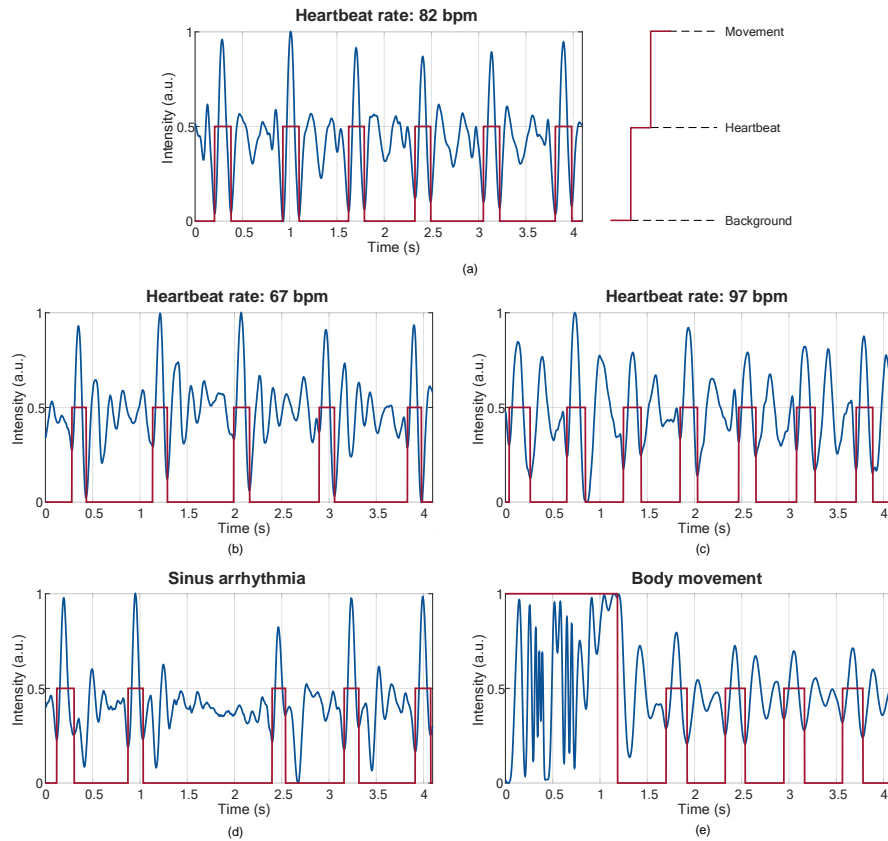 Heartbeat rate: 82 bpm
1
0.5
0
Intensity (a.u.)
0 0.5 1 1.5 2 2.5 3 3.5 4
Time (s)
(a)
Movement
Heartbeat
Background
Heartbeat rate: 67 bpm
1
0.5
0
Intensity (a.u.)
0 0.5 1 1.5 2 2.5 3 3.5 4
Time (s)
(b)
Heartbeat rate: 97 bpm
1
0.5
0
Intensity (a.u.)
0 0.5 1 1.5 2 2.5 3 3.5 4
Time (s)
(c)
Sinus arrhythmia
1
0.5
0
Intensity (a.u.)
0 0.5 1 1.5 2 2.5 3 3.5 4
Time (s)
(d)
Body movement
1
0.5
0
Intensity (a.u.)
0 0.5 1 1.5 2 2.5 3 3.5 4
Time (s)
(e)